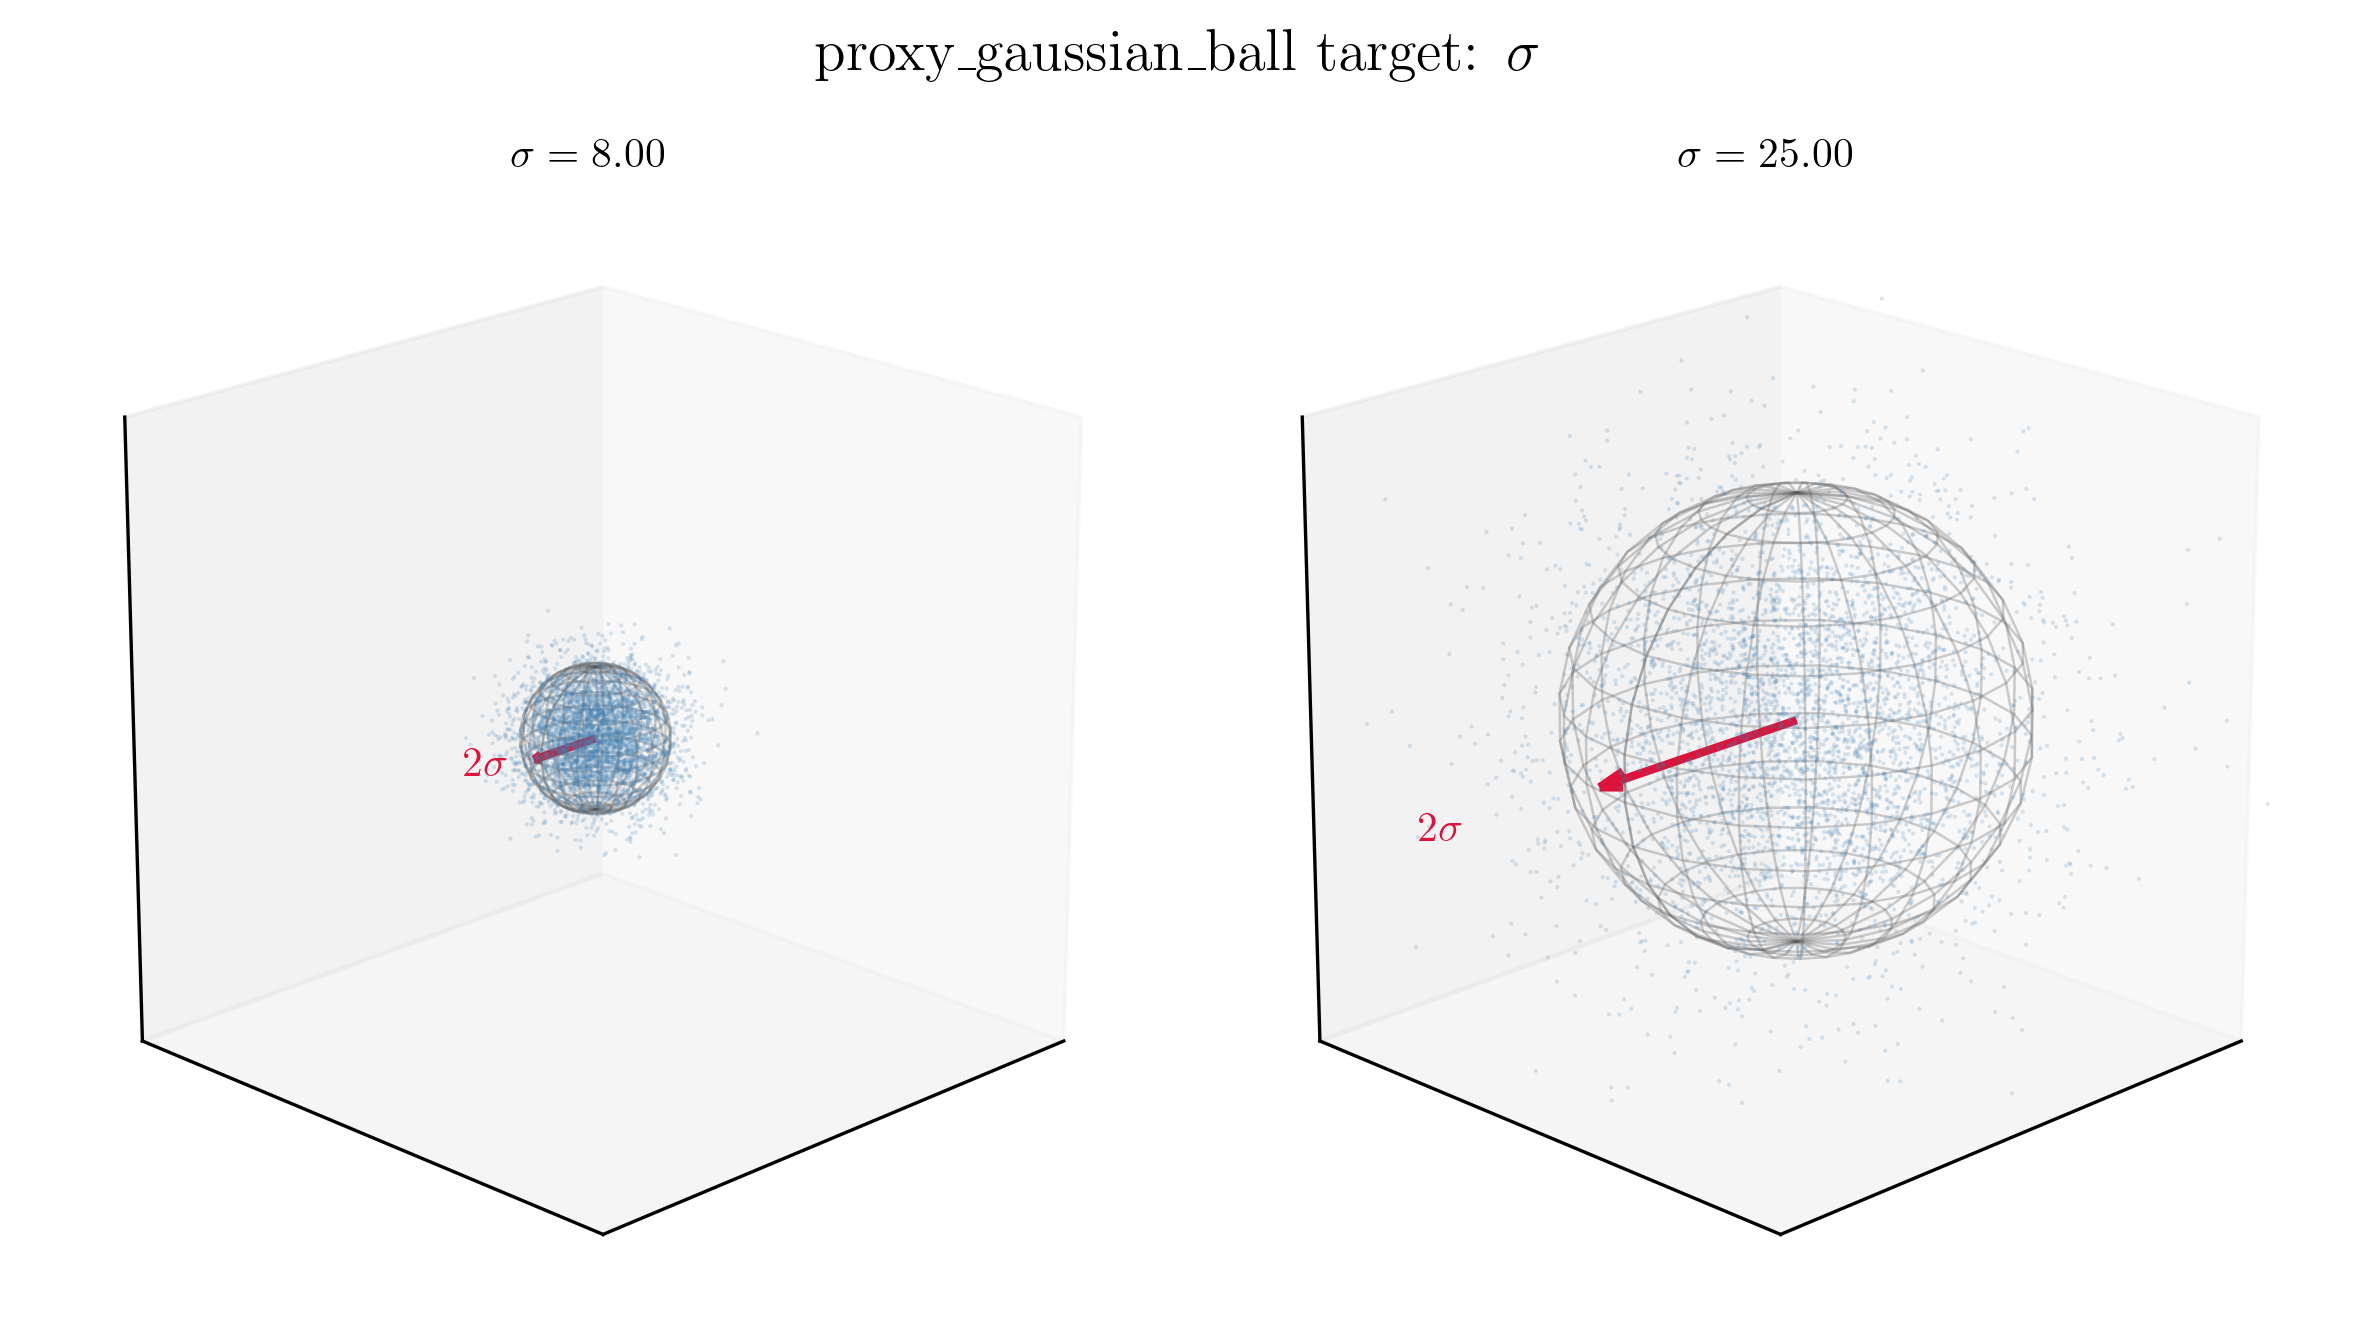 proxy_gaussian_ball target: σ
σ = 8.00
σ = 25.00
2σ
2σ